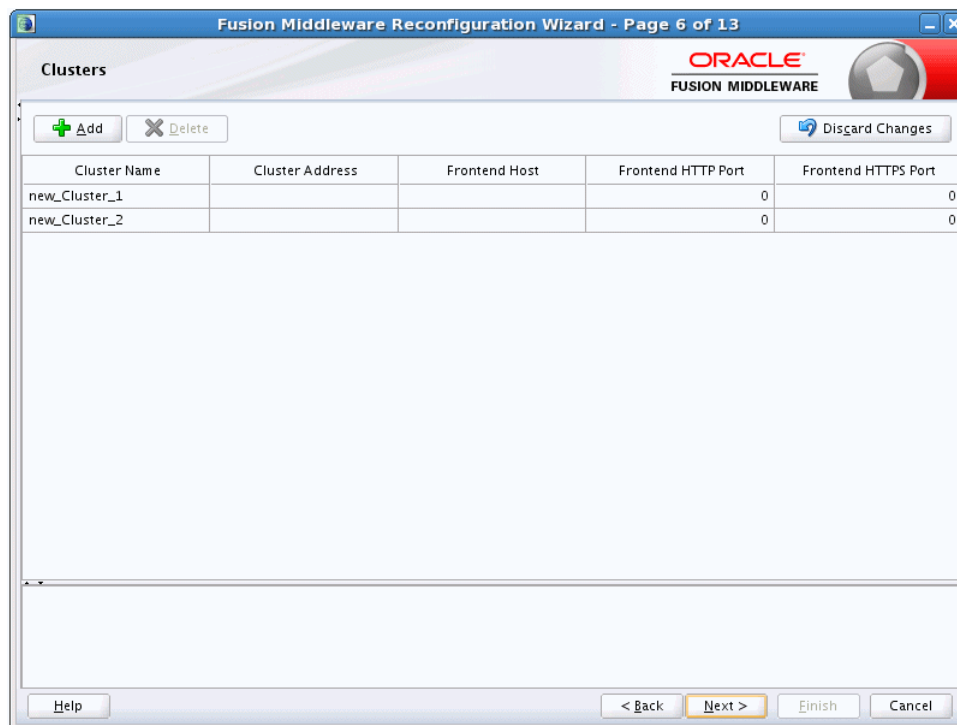 Fusion Middleware Reconfiguration Wizard - Page 6 of 13
Clusters
ORACLE
FUSION MIDDLEWARE
Add Delete Discard Changes
Cluster Name Cluster Address Frontend Host Frontend HTTP Port Frontend HTTPS Port
new_Cluster_1 0 0
new_Cluster_2 0 0
Help < Back Next > Finish Cancel